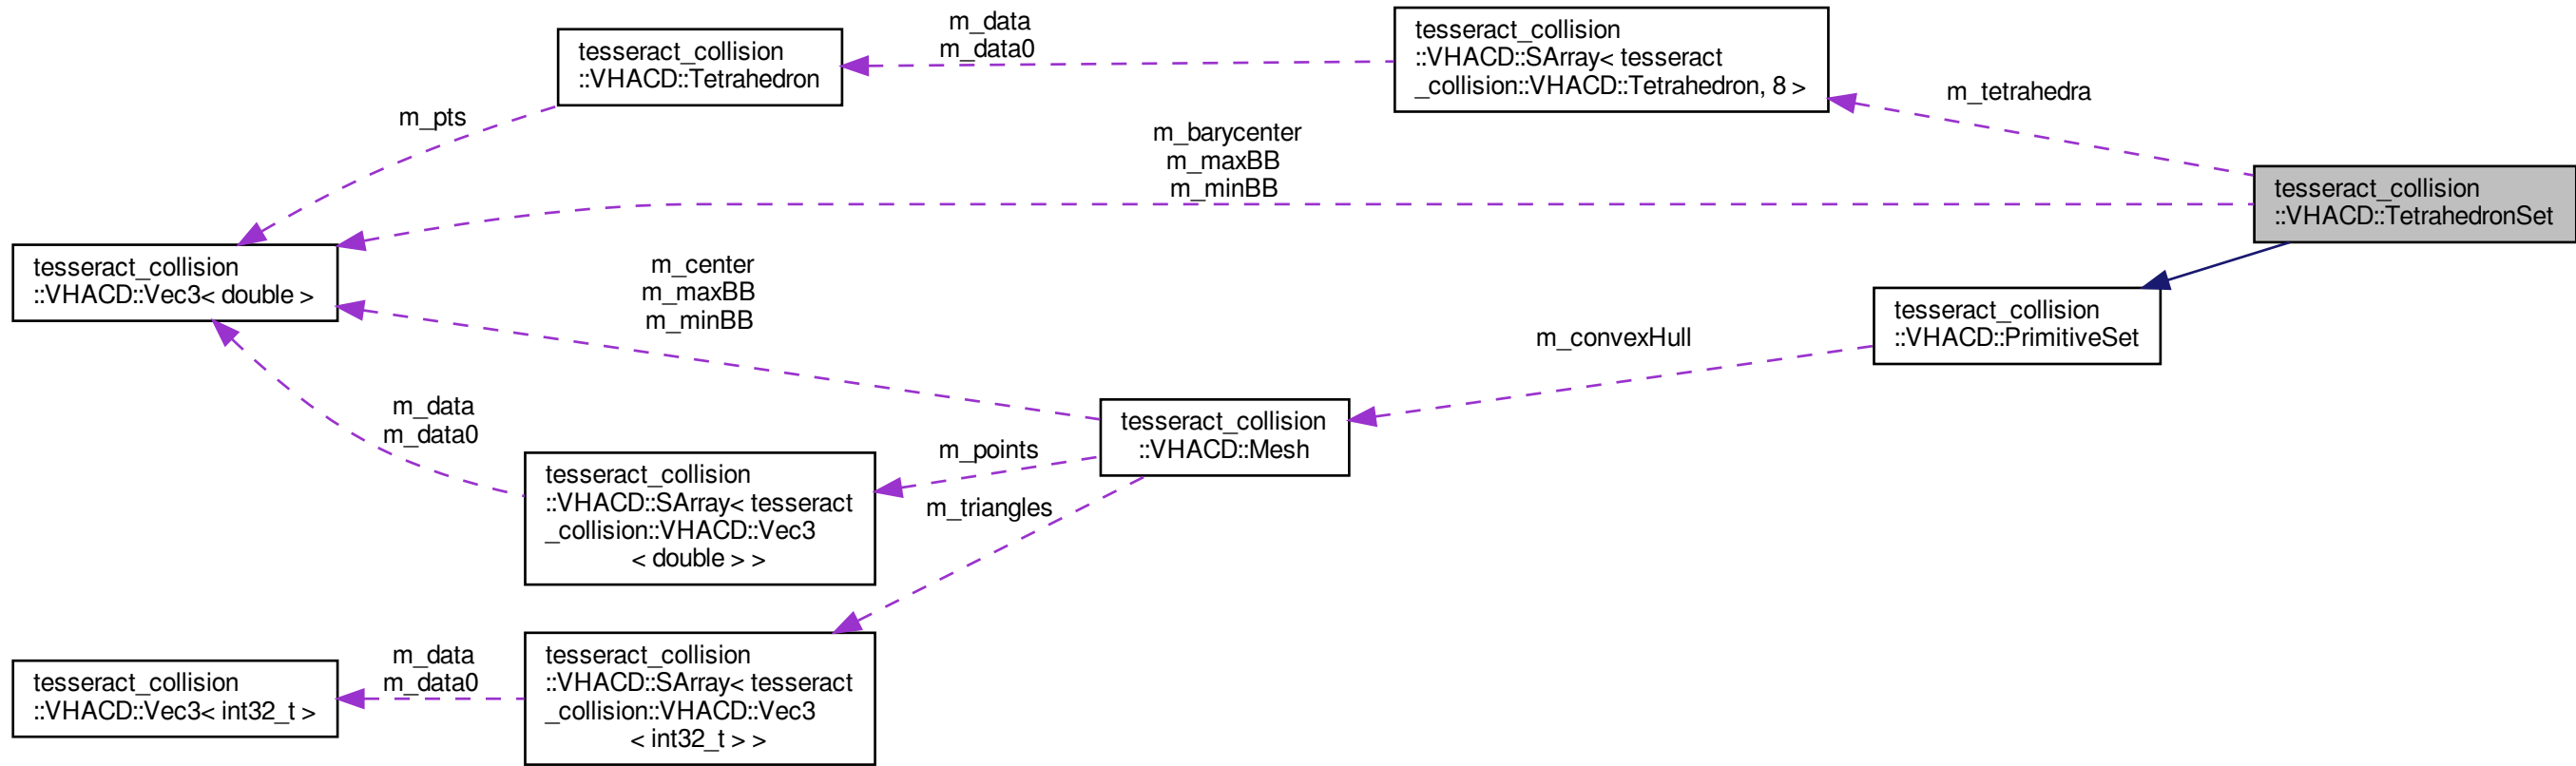 m_data
m_data0
tesseract_collision
::VHACD::Tetrahedron
tesseract_collision
::VHACD::SArray< tesseract
_collision::VHACD::Tetrahedron, 8 >
m_tetrahedra
m_pts
m_barycenter
m_maxBB
m_minBB
tesseract_collision
::VHACD::TetrahedronSet
tesseract_collision
::VHACD::Vec3< double >
m_center
m_maxBB
m_minBB
tesseract_collision
::VHACD::PrimitiveSet
m_convexHull
m_data
m_data0
tesseract_collision
::VHACD::Mesh
m_points
tesseract_collision
::VHACD::SArray< tesseract
_collision::VHACD::Vec3
< double > >
m_triangles
tesseract_collision
::VHACD::Vec3< int32_t >
m_data
m_data0
tesseract_collision
::VHACD::SArray< tesseract
_collision::VHACD::Vec3
< int32_t > >